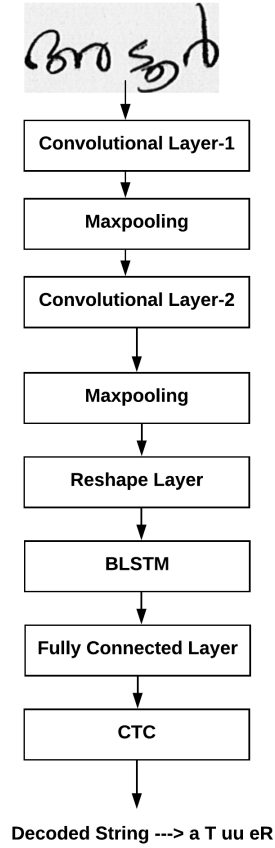 അടൂർ
Convolutional Layer-1
Maxpooling
Convolutional Layer-2
Maxpooling
Reshape Layer
BLSTM
Fully Connected Layer
CTC
Decoded String ---> a T uu eR